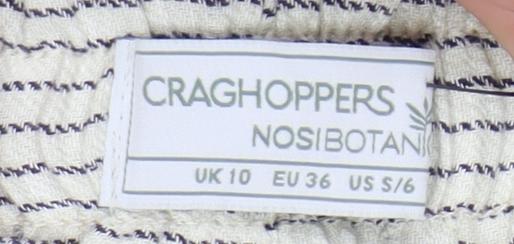 CRAGHOPPERS
NOSIBOTAN
UK 10 EU 36 US S/6